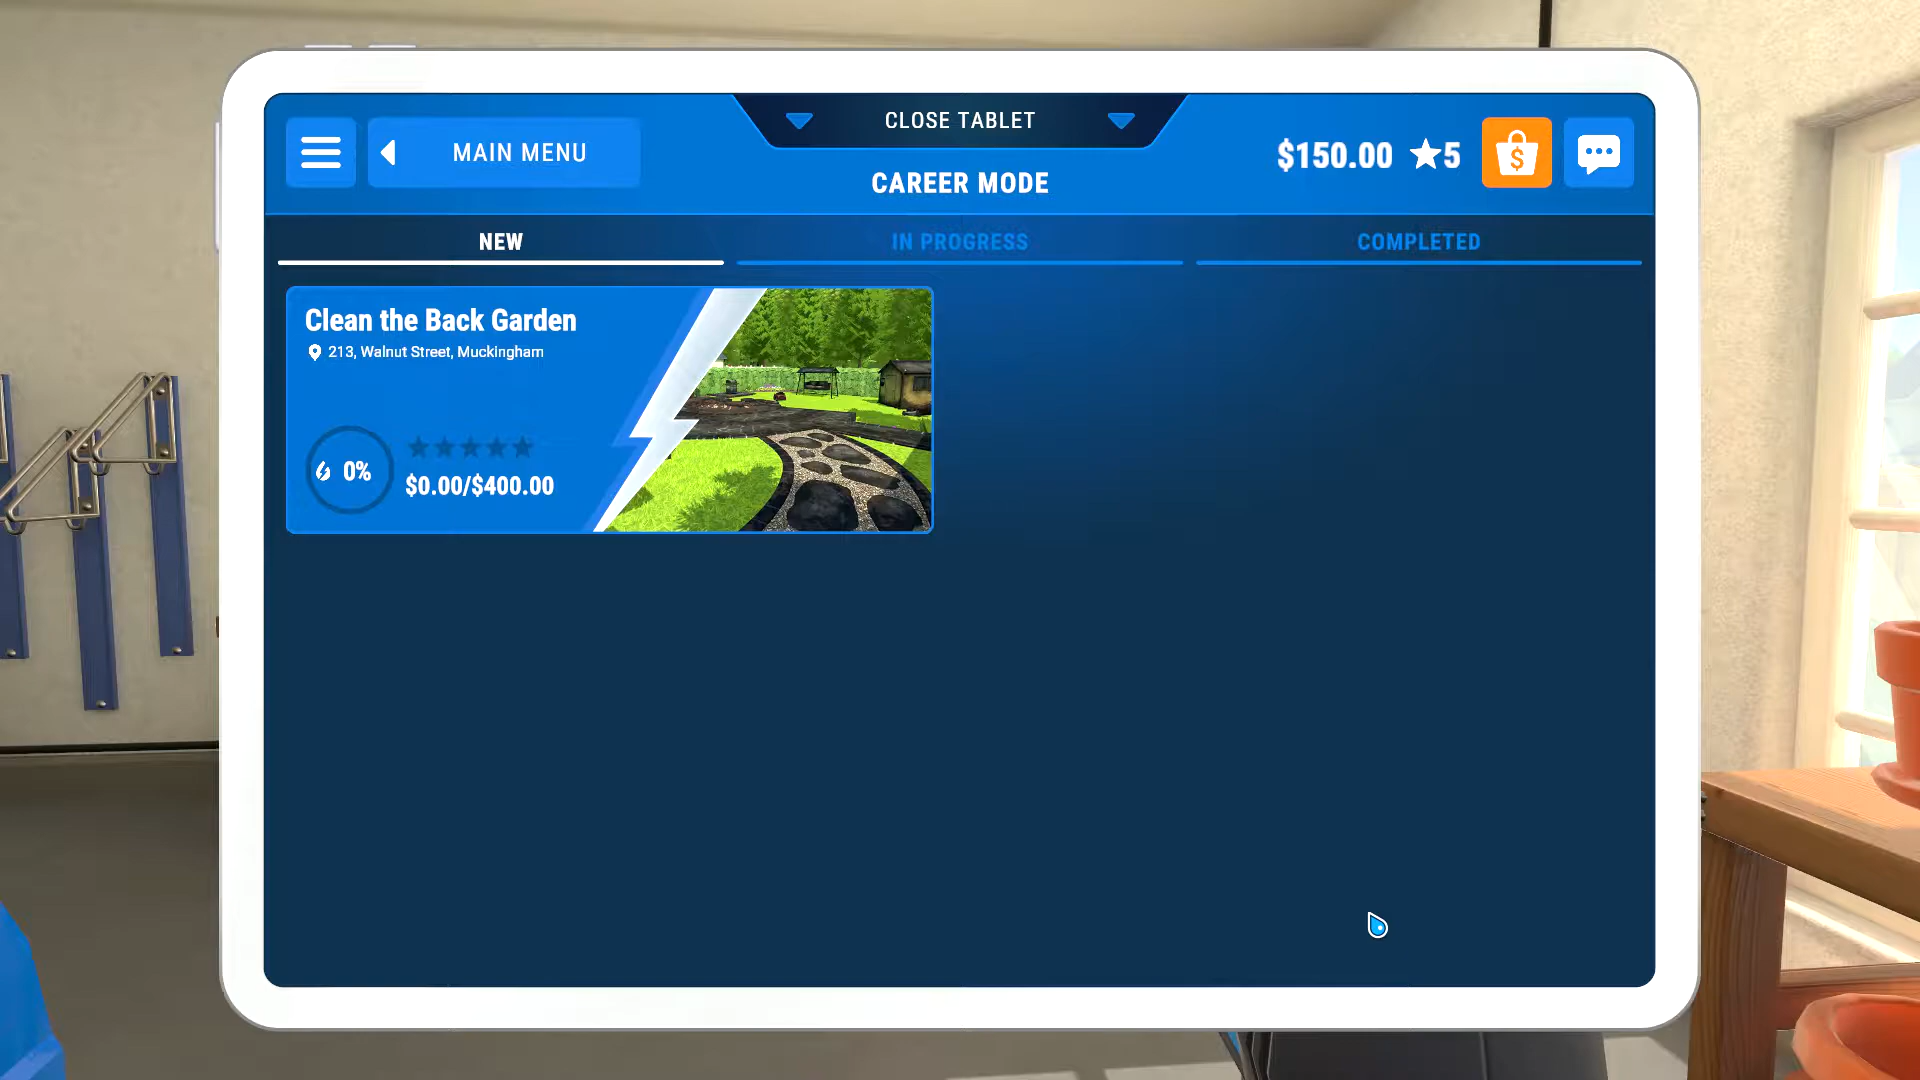 CLOSE TABLET
MAIN MENU
CAREER MODE
$150.00 ★5
NEW
IN PROGRESS
COMPLETED
Clean the Back Garden
213, Walnut Street, Muckingham
0%
$0.00/$400.00